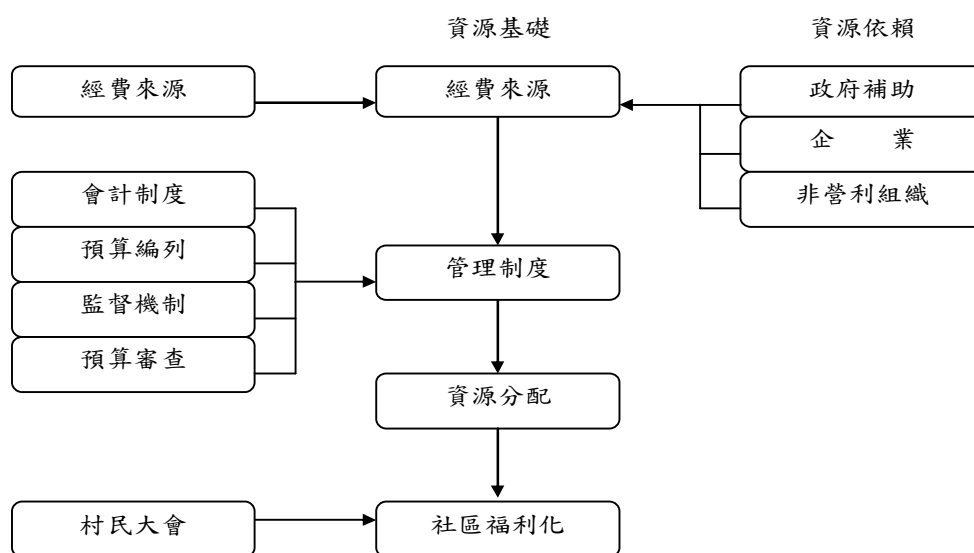 資源基礎
資源依賴
經費來源
經費來源
政府補助
企業
非營利組織
會計制度
預算編列
監督機制
預算審查
管理制度
資源分配
村民大會
社區福利化